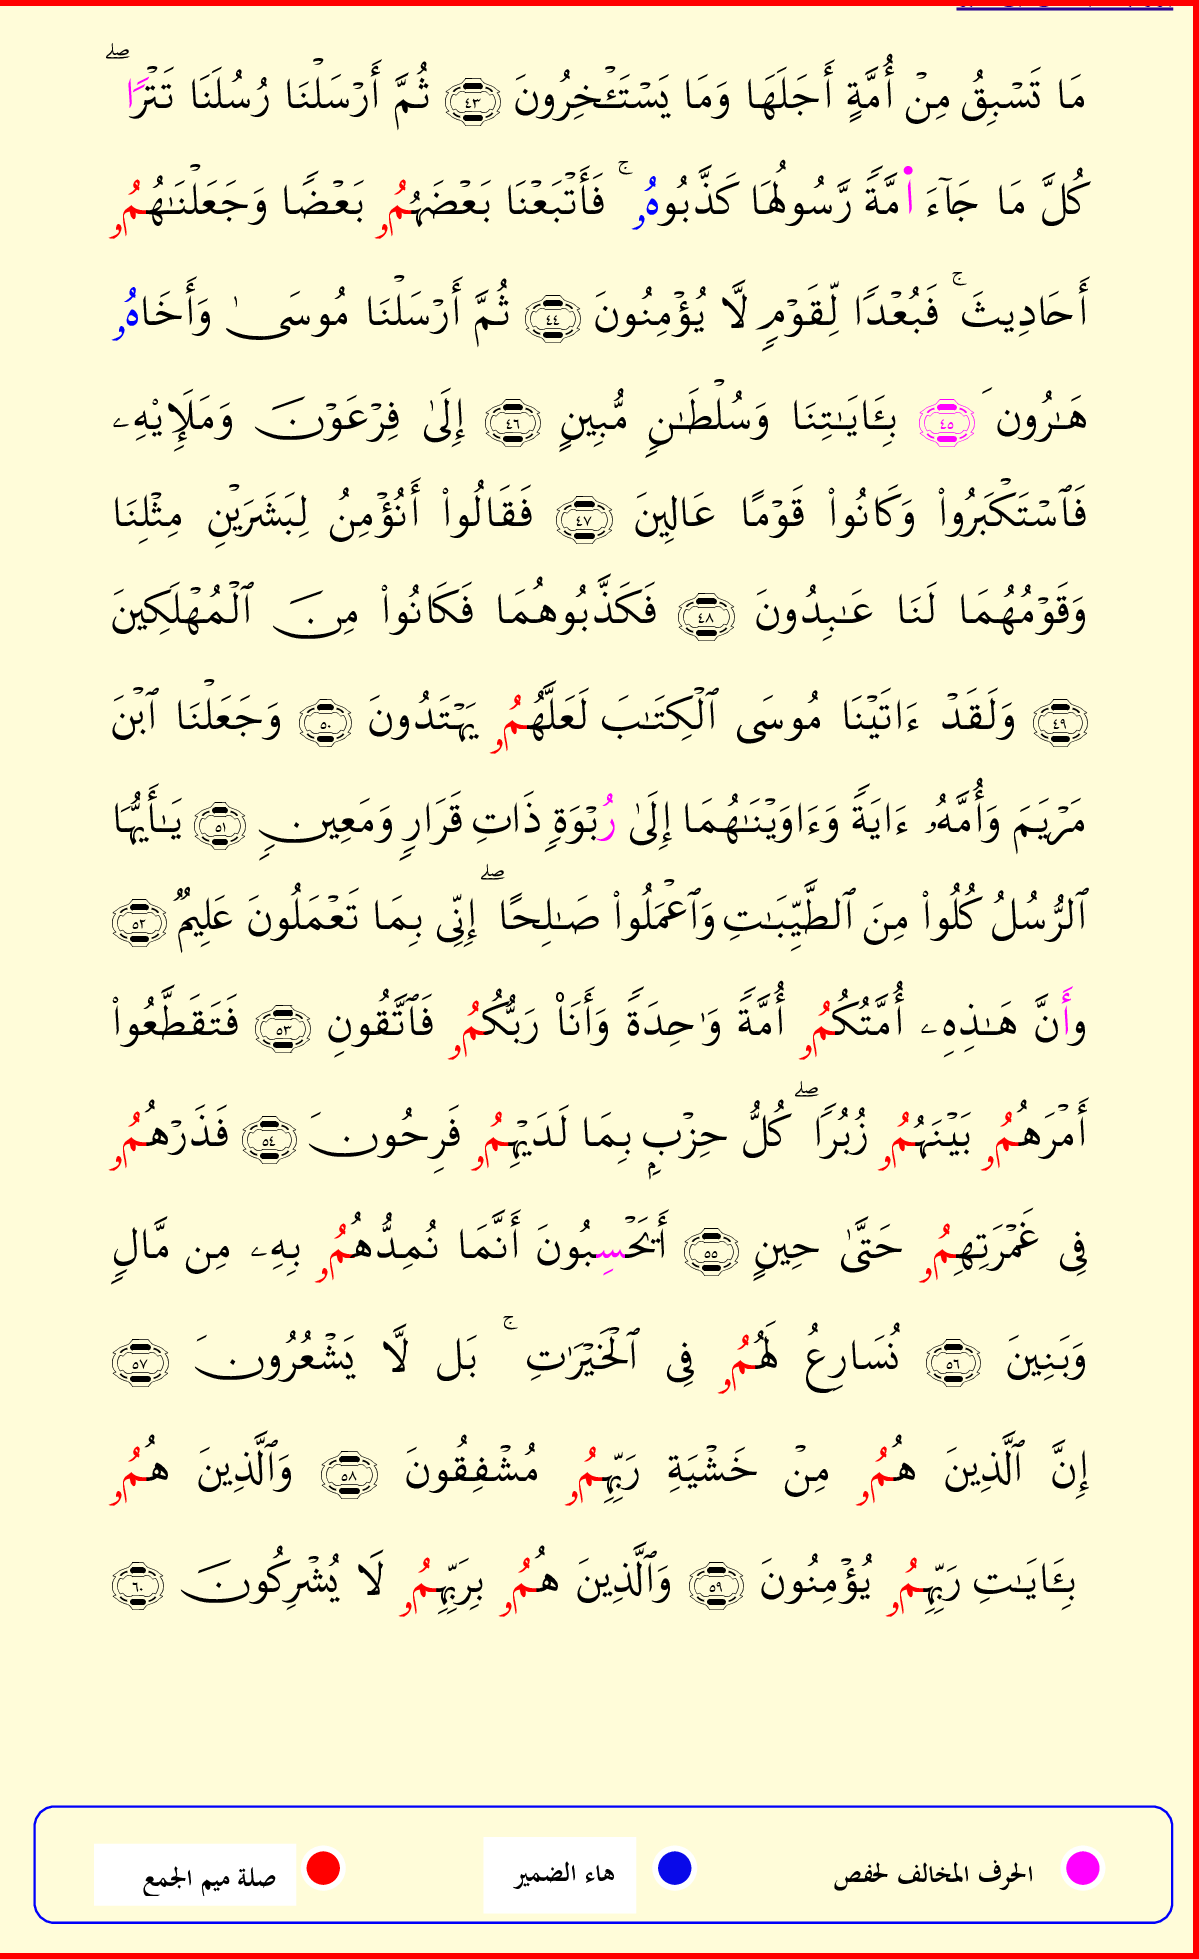 مَا تَسۡبِقُ مِنۡ أُمَّةٍ أَجَلَهَا وَمَا يَسۡتَـٔۡخِرُونَ ٤٣ ثُمَّ أَرۡسَلۡنَا رُسُلَنَا تَتۡرٗاۖ
كُلَّ مَا جَآءَ اُ۬مَّةٗ رَّسُولُهَا كَذَّبُوهُۥۚ فَأَتۡبَعۡنَا بَعۡضَهُمُۥ بَعۡضٗا وَجَعَلۡنَٰهُمُۥ
أَحَادِيثَۚ فَبُعۡدٗا لِّقَوۡمٖ لَّا يُؤۡمِنُونَ ٤٤ ثُمَّ أَرۡسَلۡنَا مُوسَىٰ وَأَخَاهُۥ
هَٰرُونَ ٤٥ بِـَٔايَٰتِنَا وَسُلۡطَٰنٖ مُّبِينٍ ٤٦ إِلَىٰ فِرۡعَوۡنَ وَمَلَإِيْهِۦ
فَٱسۡتَكۡبَرُواْ وَكَانُواْ قَوۡمًا عَالِينَ ٤٧ فَقَالُواْ أَنُؤۡمِنُ لِبَشَرَيۡنِ مِثۡلِنَا
وَقَوۡمُهُمَا لَنَا عَٰبِدُونَ ٤٨ فَكَذَّبُوهُمَا فَكَانُواْ مِنَ ٱلۡمُهۡلَكِينَ
٤٩ وَلَقَدۡ ءَاتَيۡنَا مُوسَى ٱلۡكِتَٰبَ لَعَلَّهُمُۥ يَهۡتَدُونَ ٥٠ وَجَعَلۡنَا ٱبۡنَ
مَرۡيَمَ وَأُمَّهُۥ ءَايَةٗ وَءَاوَيۡنَٰهُمَا إِلَىٰ رُبۡوَةٖ ذَاتِ قَرَارٖ وَمَعِينٖ ٥١ يَٰٓأَيُّهَا
ٱلرُّسُلُ كُلُواْ مِنَ ٱلطَّيِّبَٰتِ وَٱعۡمَلُواْ صَٰلِحًاۖ إِنِّي بِمَا تَعۡمَلُونَ عَلِيمٞ ٥٢
وأَنَّ هَٰذِهِۦ أُمَّتُكُمُۥ أُمَّةٗ وَٰحِدَةٗ وَأَنَا۠ رَبُّكُمُۥ فَٱتَّقُونِ ٥٣ فَتَقَطَّعُواْ
أَمۡرَهُمُۥ بَيۡنَهُمُۥ زُبُرٗاۖ كُلُّ حِزۡبِۭ بِمَا لَدَيۡهِمُۥ فَرِحُونَ ٥٤ فَذَرۡهُمُۥ
فِي غَمۡرَتِهِمُۥ حَتَّىٰ حِينٍ ٥٥ أَيَحۡسِبُونَ أَنَّمَا نُمِدُّهُمُۥ بِهِۦ مِن مَّالٖ
وَبَنِينَ ٥٦ نُسَارِعُ لَهُمُۥ فِي ٱلۡخَيۡرَٰتِۚ بَل لَّا يَشۡعُرُونَ ٥٧
إِنَّ ٱلَّذِينَ هُمُۥ مِنۡ خَشۡيَةِ رَبِّهِمُۥ مُشۡفِقُونَ ٥٨ وَٱلَّذِينَ هُمُۥ
بِـَٔايَٰتِ رَبِّهِمُۥ يُؤۡمِنُونَ ٥٩ وَٱلَّذِينَ هُمُۥ بِرَبِّهِمُۥ لَا يُشۡرِكُونَ ٦٠
الحرف المخالف لحفص هاء الضمير صلة ميم الجمع